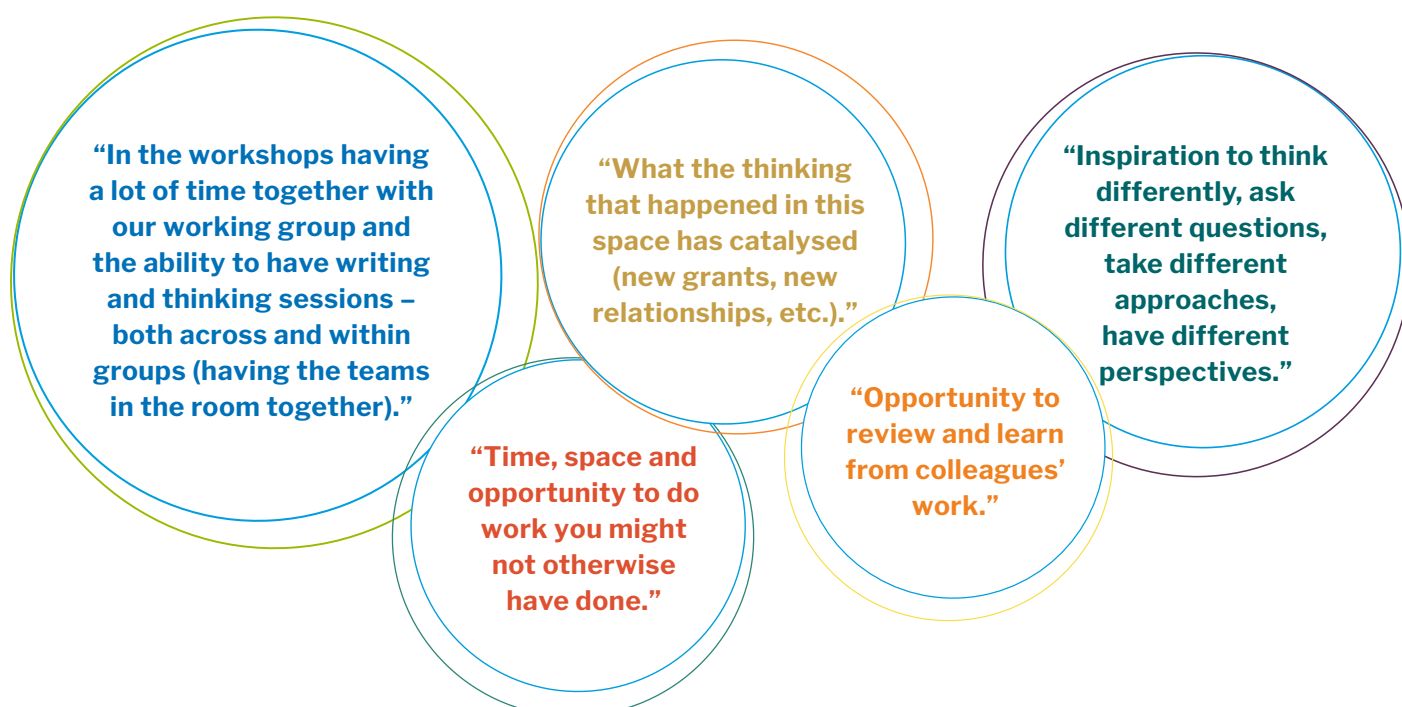 “In the workshops having
a lot of time together with
our working group and
the ability to have writing
and thinking sessions –
both across and within
groups (having the teams
in the room together).”
“What the thinking
that happened in this
space has catalysed
(new grants, new
relationships, etc.).”
“Inspiration to think
differently, ask
different questions,
take different
approaches,
have different
perspectives.”
“Time, space and
opportunity to do
work you might
not otherwise
have done.”
“Opportunity to
review and learn
from colleagues’
work.”